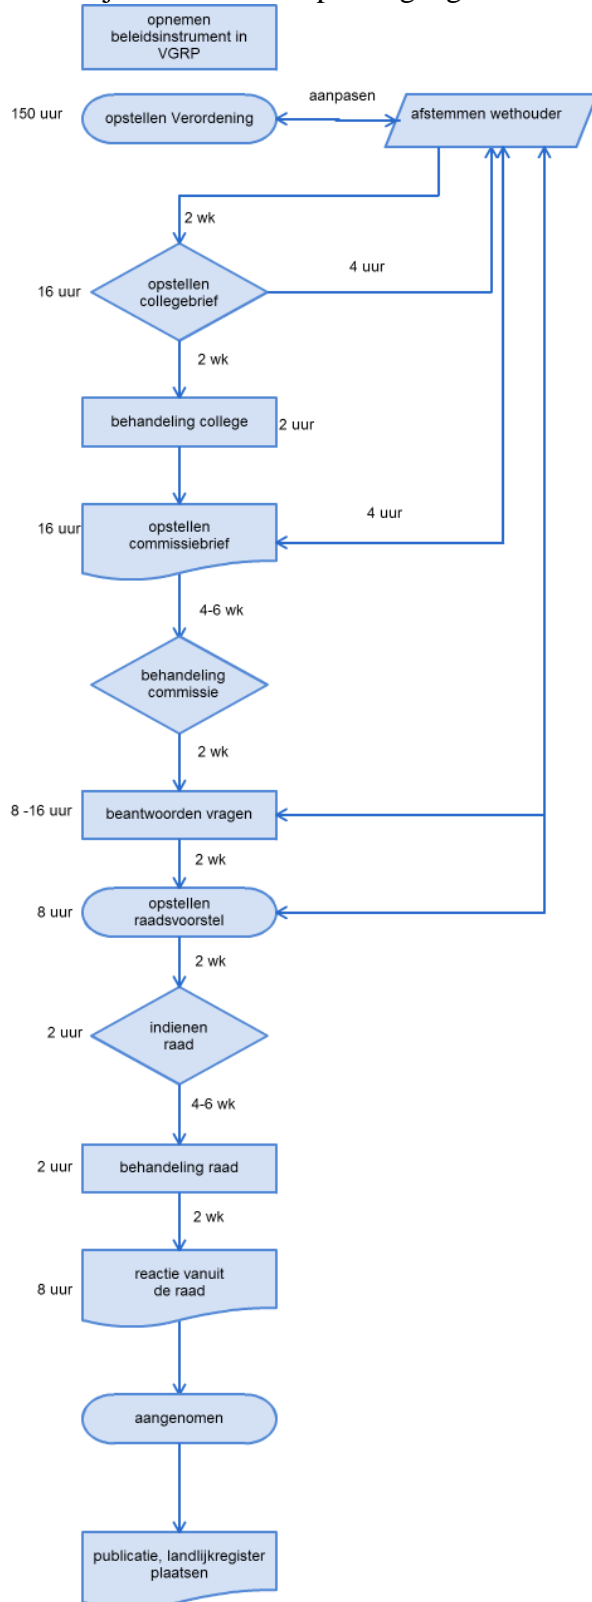 opnemen
beleidsinstrument in
VGRP
150 uur
opstellen Verordening
aanpasen
afstemmen wethouder
2 wk
16 uur
opstellen
collegebrief
4 uur
2 wk
behandeling college
2 uur
16 uur
opstellen
commissiebrief
4 uur
4-6 wk
behandeling
commissie
2 wk
8 -16 uur
beantwoorden vragen
2 wk
8 uur
opstellen
raadsvoorstel
2 wk
2 uur
indienen
raad
4-6 wk
2 uur
behandeling raad
2 wk
8 uur
reactie vanuit
de raad
aangenomen
publicatie, landlijkregister
plaatsen